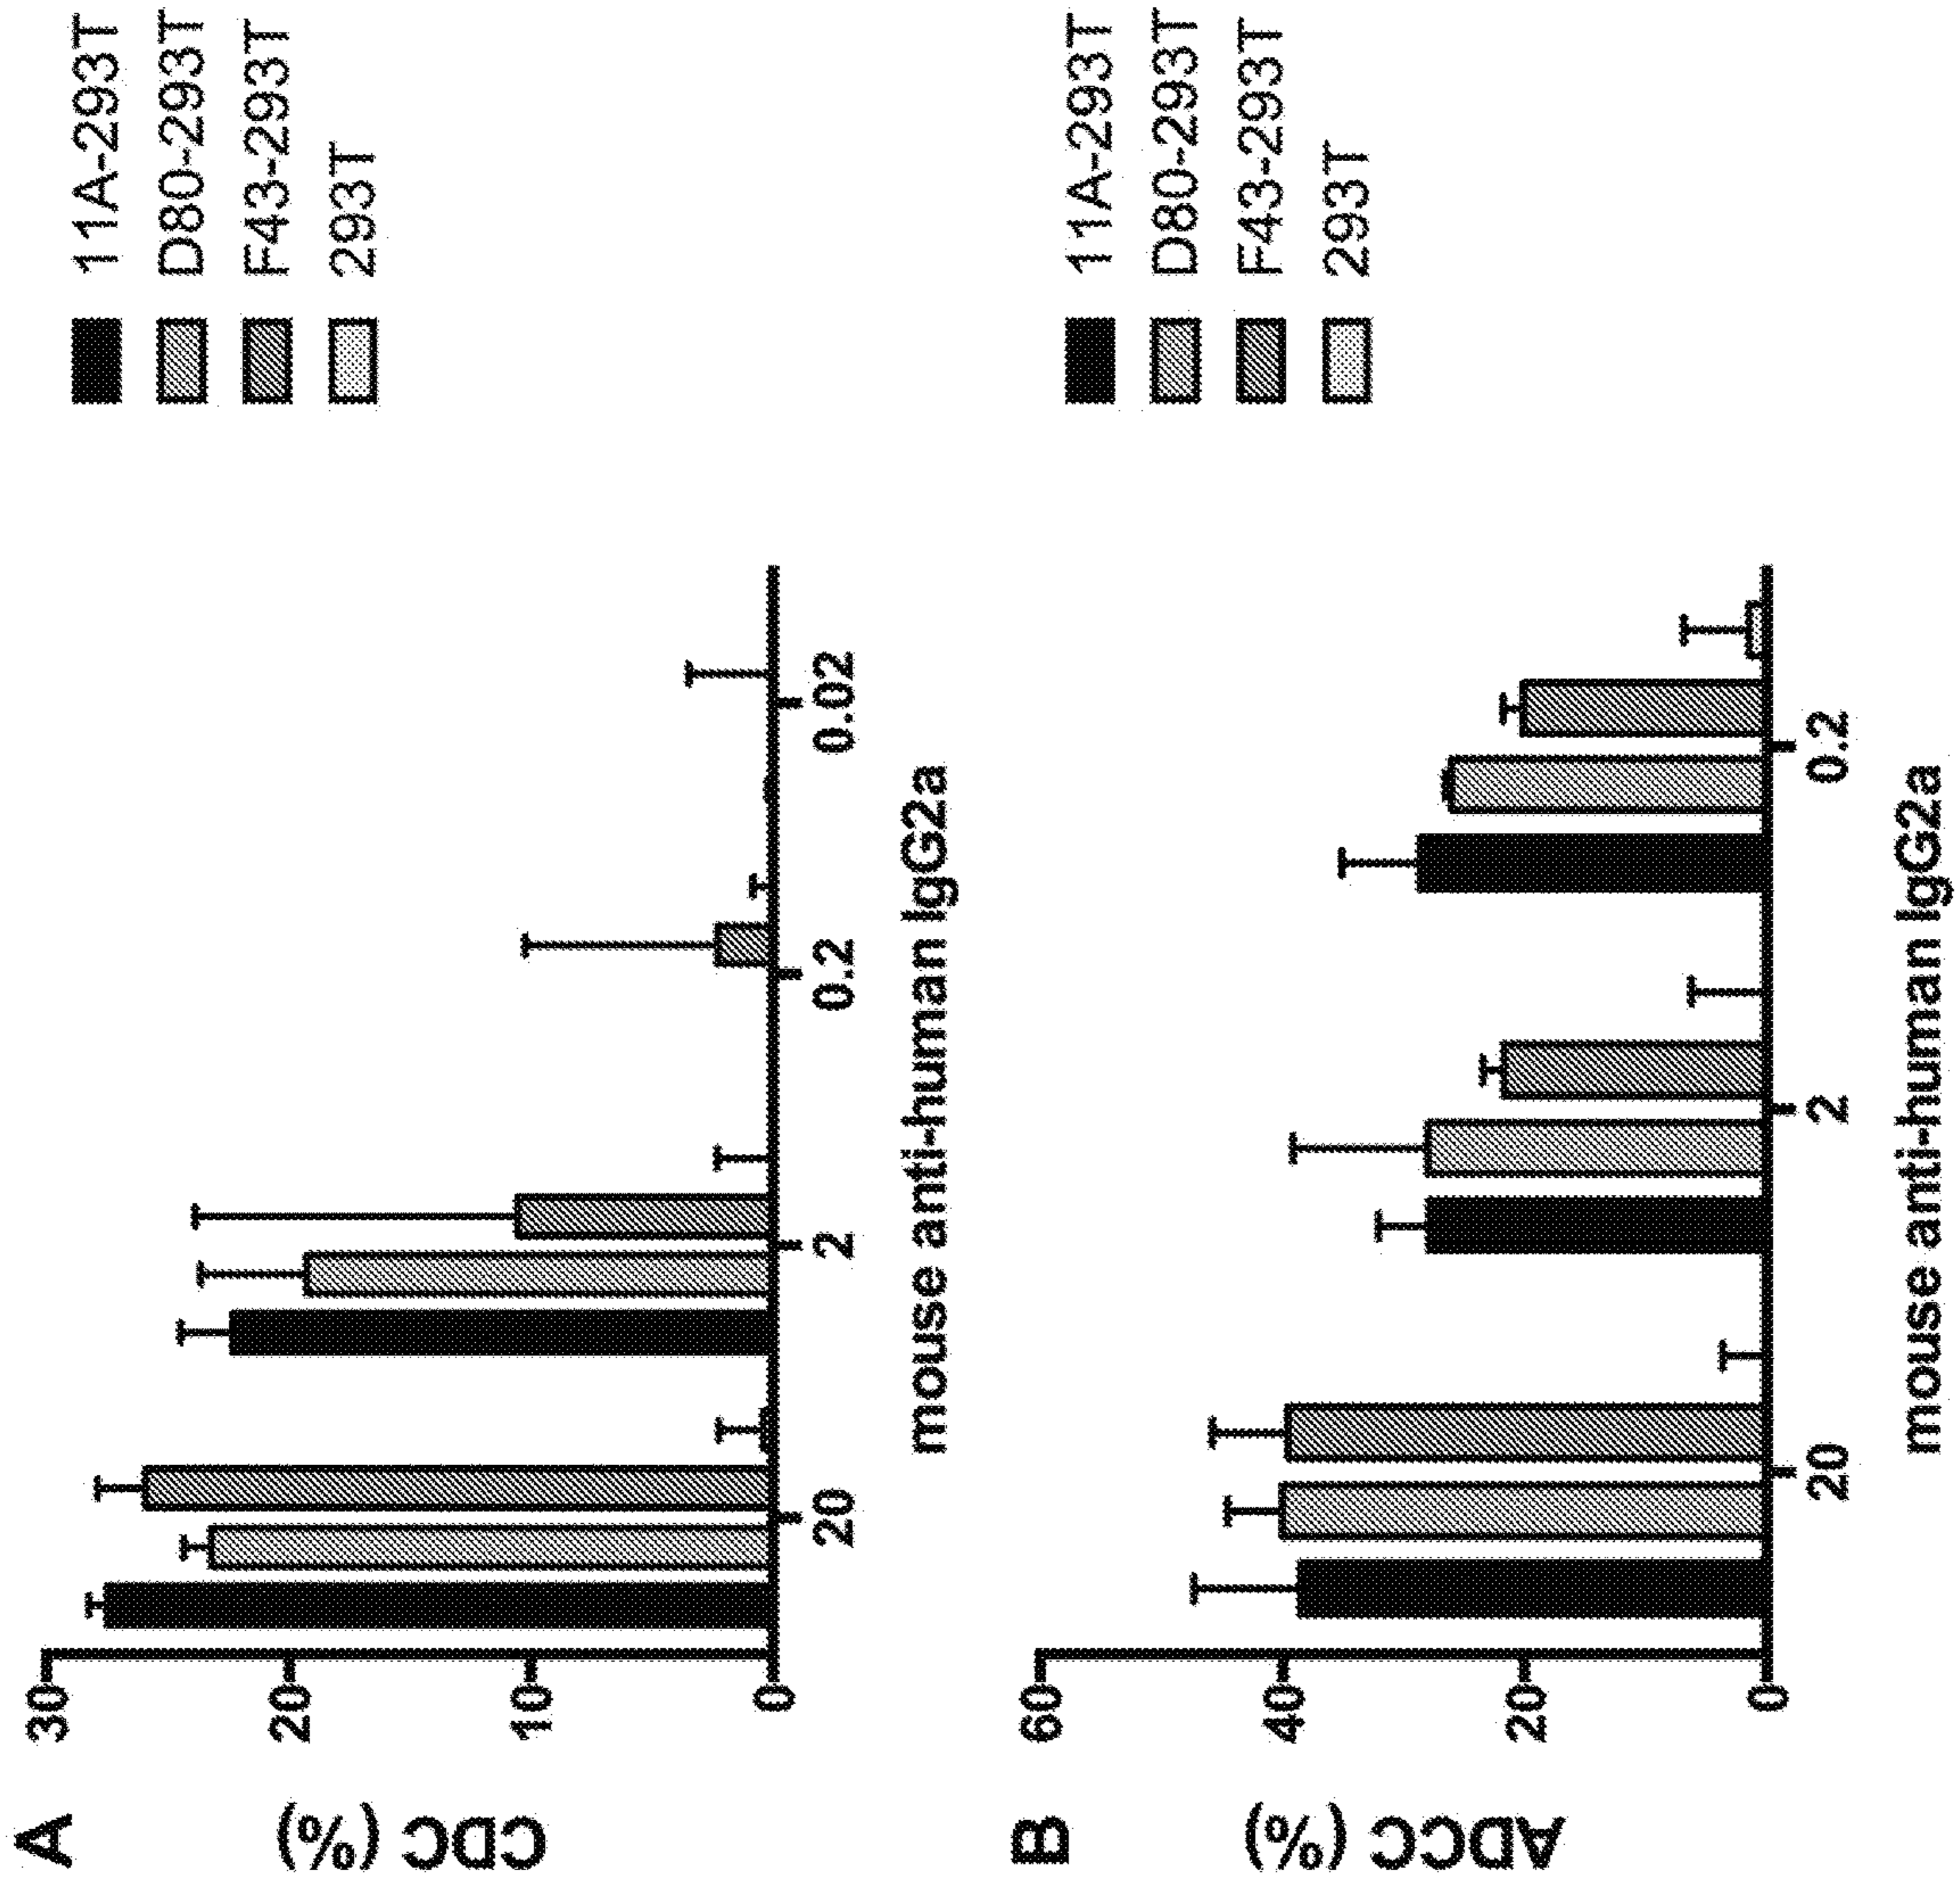 A
CDC (%)
30
20
10
0
20
2
0.2
0.02
mouse anti-human IgG2a
11A-293T
D80-293T
F43-293T
293T
B
ADCC (%)
60
40
20
0
20
2
0.2
mouse anti-human IgG2a
11A-293T
D80-293T
F43-293T
293T